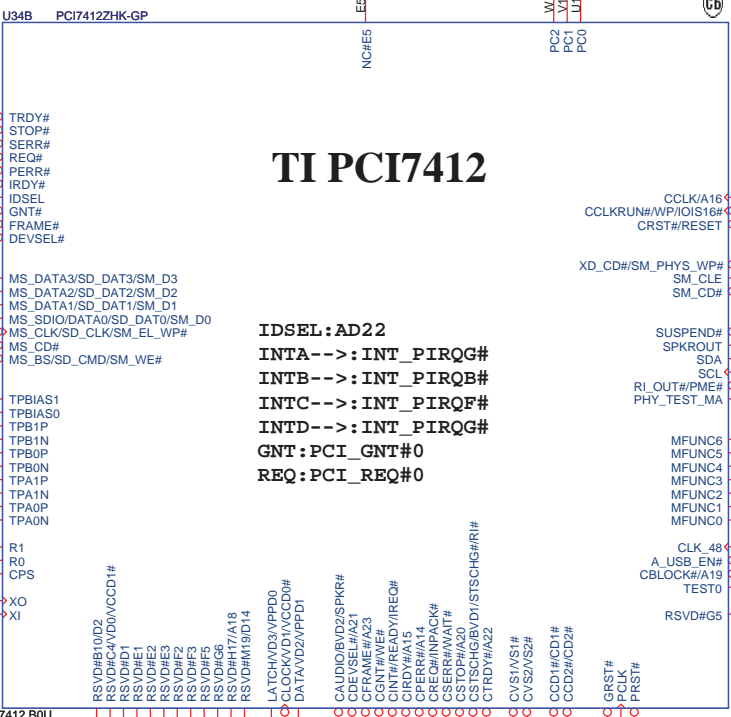 U34B PCI7412ZHK-GP
E5
V1
U1
NC#E5
PC2
PC1
PC0
TI PCI7412
TRDY#
STOP#
SERR#
REQ#
PERR#
IRDY#
IDSEL
GNT#
FRAME#
DEVSEL#
CCLK/A16
CCLKRUN#/WP/IOIS16#
CRST#/RESET
XD_CD#/SM_PHYS_WP#
SM_CLE
SM_CD#
MS_DATA3/SD_DAT3/SM_D3
MS_DATA2/SD_DAT2/SM_D2
MS_DATA1/SD_DAT1/SM_D1
MS_SDIO/DATA0/SD_DAT0/SM_D0
MS_CLK/SD_CLK/SM_EL_WP#
MS_CD#
MS_BS/SD_CMD/SM_WE#
IDSEL:AD22
INTA-->:INT_PIRQG#
INTB-->:INT_PIRQB#
INTC-->:INT_PIRQF#
INTD-->:INT_PIRQG#
GNT:PCI_GNT#0
REQ:PCI_REQ#0
SUSPEND#
SPKROUT
SDA
SCL
RI_OUT#/PME#
PHY_TEST_MA
TPBIAS1
TPBIAS0
TPB1P
TPB1N
TPB0P
TPB0N
TPA1P
TPA1N
TPA0P
TPA0N
MFUNC6
MFUNC5
MFUNC4
MFUNC3
MFUNC2
MFUNC1
MFUNC0
R1
R0
CPS
CLK_48
A_USB_EN#
CBLOCK#/A19
TEST0
XO
XI
RSVD#G5
RSVD#B10/D2
RSVD#C4/VD0/VCCD1#
RSVD#D1
RSVD#E1
RSVD#E2
RSVD#E3
RSVD#F2
RSVD#F3
RSVD#F5
RSVD#G6
RSVD#H17/A18
RSVD#M19/D14
LATCH/VD3/VPPD0
CLOCK/VD1/VCCD0#
DATA/VD2/VPPD1
CAUDIO/BVD2/SPKR#
CDEVSEL#/A21
CFRAME#/A23
CGNT#/WE#
CINT#/READY/IREQ#
CIRDY#/A15
CPERR#/A14
CREQ#/INPACK#
CSERR#/WAIT#
CSTOP#/A20
CSTSCHG/BVD1/STSCHG#/RI#
CTRDY#/A22
CVS1/VS1#
CVS2/VS2#
CCD1#/CD1#
CCD2#/CD2#
GRST#
PCLK
PRST#
7412 B0U